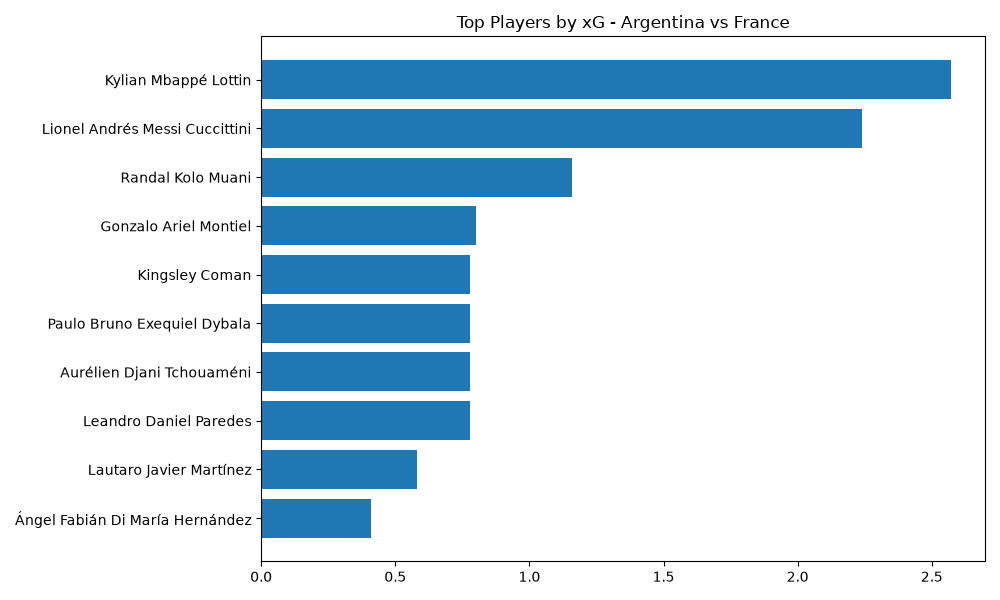 Top Players by xG - Argentina vs France
Kylian Mbappé Lottin
Lionel Andrés Messi Cuccittini
Randal Kolo Muani
Gonzalo Ariel Montiel
Kingsley Coman
Paulo Bruno Exequiel Dybala
Aurélien Djani Tchouaméni
Leandro Daniel Paredes
Lautaro Javier Martínez
Ángel Fabián Di María Hernández
0.0 0.5 1.0 1.5 2.0 2.5